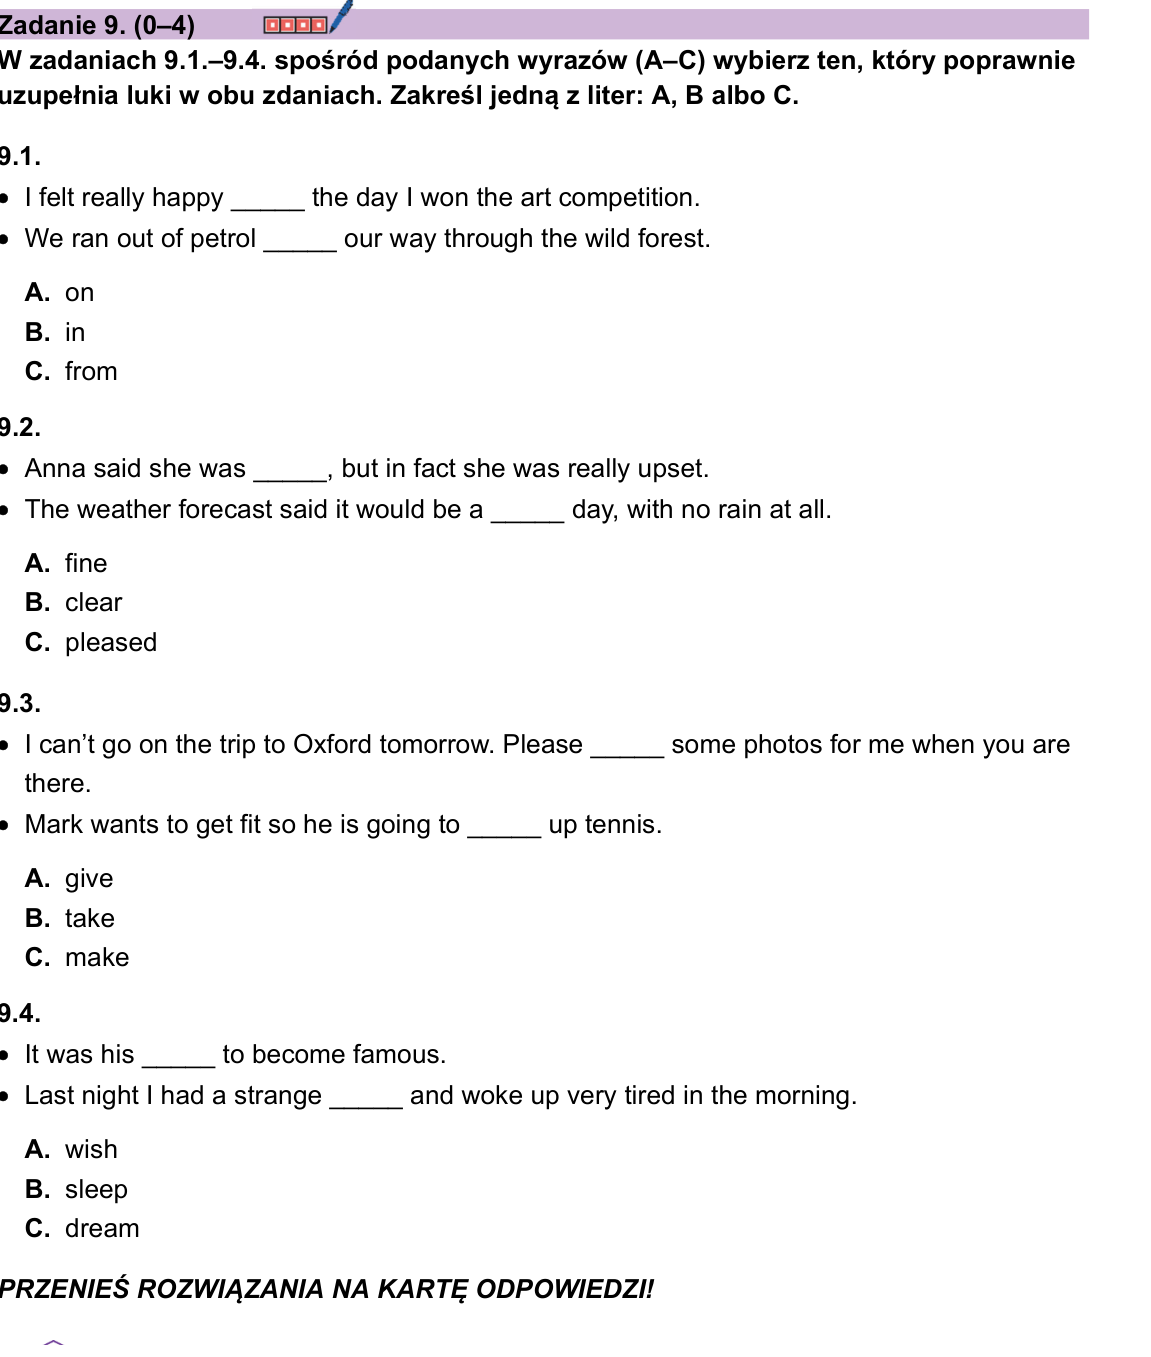 Zadanie 9. (0–4)
W zadaniach 9.1.–9.4. spośród podanych wyrazów (A–C) wybierz ten, który poprawnie
uzupełnia luki w obu zdaniach. Zakreśl jedną z liter: A, B albo C.
9.1.
• I felt really happy _____ the day I won the art competition.
• We ran out of petrol _____ our way through the wild forest.
A. on
B. in
C. from
9.2.
• Anna said she was _____, but in fact she was really upset.
• The weather forecast said it would be a _____ day, with no rain at all.
A. fine
B. clear
C. pleased
9.3.
• I can’t go on the trip to Oxford tomorrow. Please _____ some photos for me when you are
there.
• Mark wants to get fit so he is going to _____ up tennis.
A. give
B. take
C. make
9.4.
• It was his _____ to become famous.
• Last night I had a strange _____ and woke up very tired in the morning.
A. wish
B. sleep
C. dream
PRZENIEŚ ROZWIĄZANIA NA KARTĘ ODPOWIEDZI!